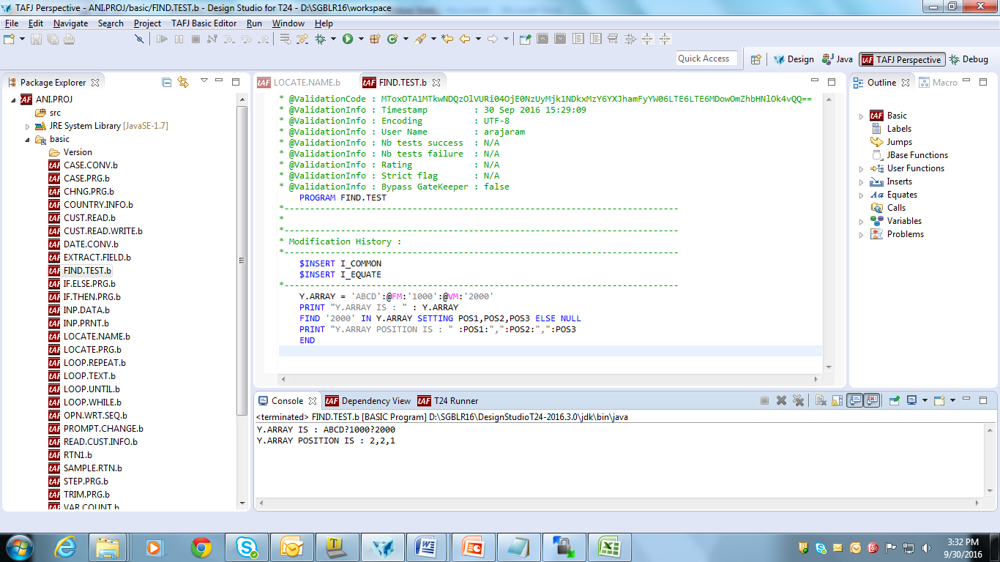 TAFJ Perspective - ANI.PROJ/basic/FIND.TEST.b - Design Studio for T24 - D:\SGBLR16\workspace
File Edit Navigate Search Project TAFJ Basic Editor Run Window Help
Quick Access Design Java TAFJ Perspective Debug
Package Explorer
ANI.PROJ
src
JRE System Library [JavaSE-1.7]
basic
Version
CASE.CONV.b
CASE.PRG.b
CHNG.PRG.b
COUNTRY.INFO.b
CUST.READ.b
CUST.READ.WRITE.b
DATE.CONV.b
EXTRACT.FIELD.b
FIND.TEST.b
IF.ELSE.PRG.b
IF.THEN.PRG.b
INP.DATA.b
INP.PRNT.b
LOCATE.NAME.b
LOCATE.PRG.b
LOOP.REPEAT.b
LOOP.TEXT.b
LOOP.UNTIL.b
LOOP.WHILE.b
OPN.WRT.SEQ.b
PROMPT.CHANGE.b
READ.CUST.INFO.b
RTN1.b
SAMPLE.RTN.b
STEP.PRG.b
TRIM.PRG.b
VAR.COUNT.b
LOCATE.NAME.b FIND.TEST.b
* @ValidationCode : MToxOTA1MTkwNDQzOlVURi04OjE0NzUyMjk1NDkxMzY6YXJhamFyYW06LTE6LTE6MDowOmZhbHNlOk4vQQ==
* @ValidationInfo : Timestamp : 30 Sep 2016 15:29:09
* @ValidationInfo : Encoding : UTF-8
* @ValidationInfo : User Name : arajaram
* @ValidationInfo : Nb tests success : N/A
* @ValidationInfo : Nb tests failure : N/A
* @ValidationInfo : Rating : N/A
* @ValidationInfo : Strict flag : N/A
* @ValidationInfo : Bypass GateKeeper : false
PROGRAM FIND.TEST
*-----------------------------------------------------------------------------
*
*-----------------------------------------------------------------------------
* Modification History :
*-----------------------------------------------------------------------------
$INSERT I_COMMON
$INSERT I_EQUATE
*-----------------------------------------------------------------------------
Y.ARRAY = 'ABCD':@FM:'1000':@VM:'2000'
PRINT "Y.ARRAY IS : " : Y.ARRAY
FIND '2000' IN Y.ARRAY SETTING POS1,POS2,POS3 ELSE NULL
PRINT "Y.ARRAY POSITION IS : " :POS1:",":POS2:",":POS3
END
Outline Macro
Basic
Labels
Jumps
JBase Functions
User Functions
Inserts
Equates
Calls
Variables
Problems
Console Dependency View T24 Runner
<terminated> FIND.TEST.b [BASIC Program] D:\SGBLR16\DesignStudioT24-2016.3.0\jdk\bin\java
Y.ARRAY IS : ABCD?1000?2000
Y.ARRAY POSITION IS : 2,2,1
3:32 PM
9/30/2016